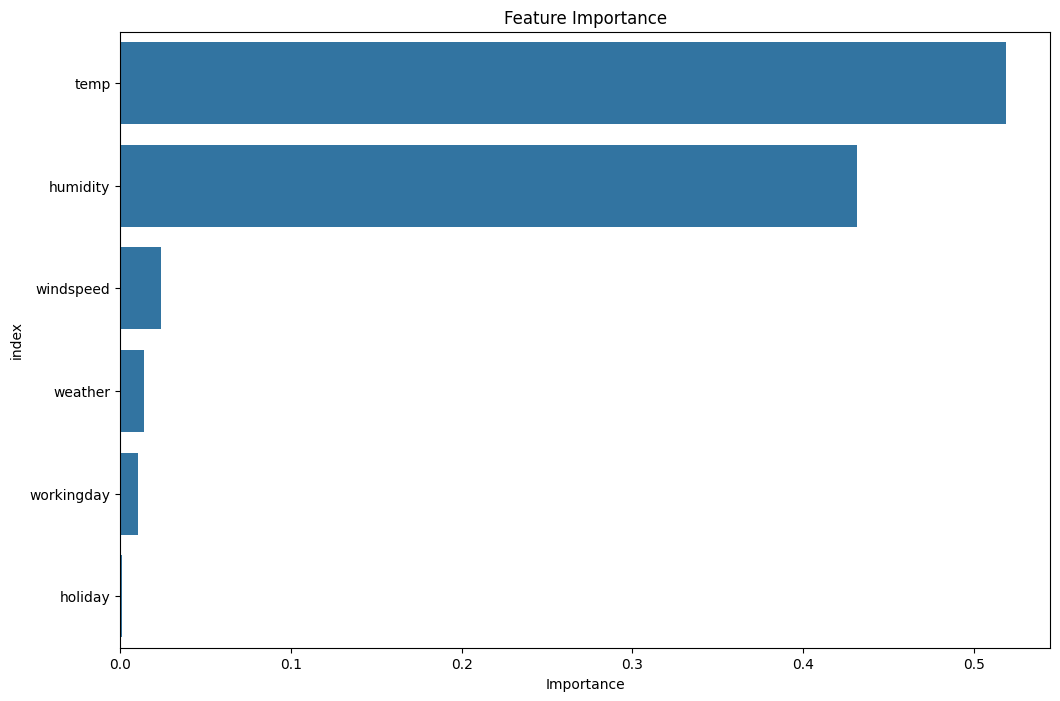 Feature Importance
temp
humidity
windspeed
weather
workingday
holiday
index
0.0 0.1 0.2 0.3 0.4 0.5
Importance